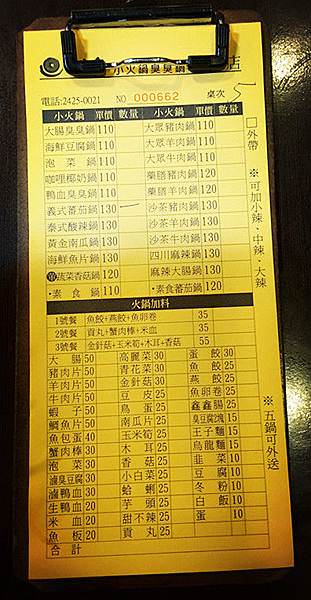 小火鍋臭臭鍋 店
電話:2425-0021 NO 000662 桌次 5
小火鍋 單價 數量 小火鍋 單價 數量
大腸臭臭鍋 110 大眾豬肉鍋 110
海鮮豆腐鍋 110 大眾羊肉鍋 110
泡菜鍋 110 大眾牛肉鍋 110
咖哩椰奶鍋 110 藥膳豬肉鍋 120
鴨血臭臭鍋 110 藥膳羊肉鍋 120
義式蕃茄鍋 130 一 沙茶豬肉鍋 130
泰式酸辣鍋 130 沙茶羊肉鍋 130
黃金南瓜鍋 130 沙茶牛肉鍋 130
海鮮魚片鍋 130 四川麻辣鍋 130
蔬菜香菇鍋 120 麻辣大腸鍋 130
·素食鍋 110 ·素食蕃茄鍋 120
□外帶 ※可加小辣·中辣·大辣
火鍋加料
1號餐 魚餃+燕餃+魚卵卷 35
2號餐 貢丸+蟹肉棒+米血 35
3號餐 金針菇+玉米筍+木耳+香菇 55
大腸 50 高麗菜 30 蛋餃 30
豬肉片 50 青花菜 30 魚餃 25
羊肉片 50 金針菇 30 燕餃 25
牛肉片 50 豆皮 25 魚卵卷 25
蝦子 50 鳥蛋 25 鑫鑫腸 25
鯛魚片 50 南瓜片 25 臭豆腐2塊 15
魚包蛋 40 玉米筍 25 王子麵 15
蟹肉棒 30 木耳 25 烏龍麵 15
泡菜 30 香菇 25 韭菜 10
滷臭豆腐 30 小白菜 25 豆腐 10
滷鴨血 30 蛤蜊 25 冬粉 10
生鴨血 20 芋頭 25 白飯 10
米血 20 甜不辣 25 蛋 10
魚板 20 貢丸 25
合計
※五鍋可外送